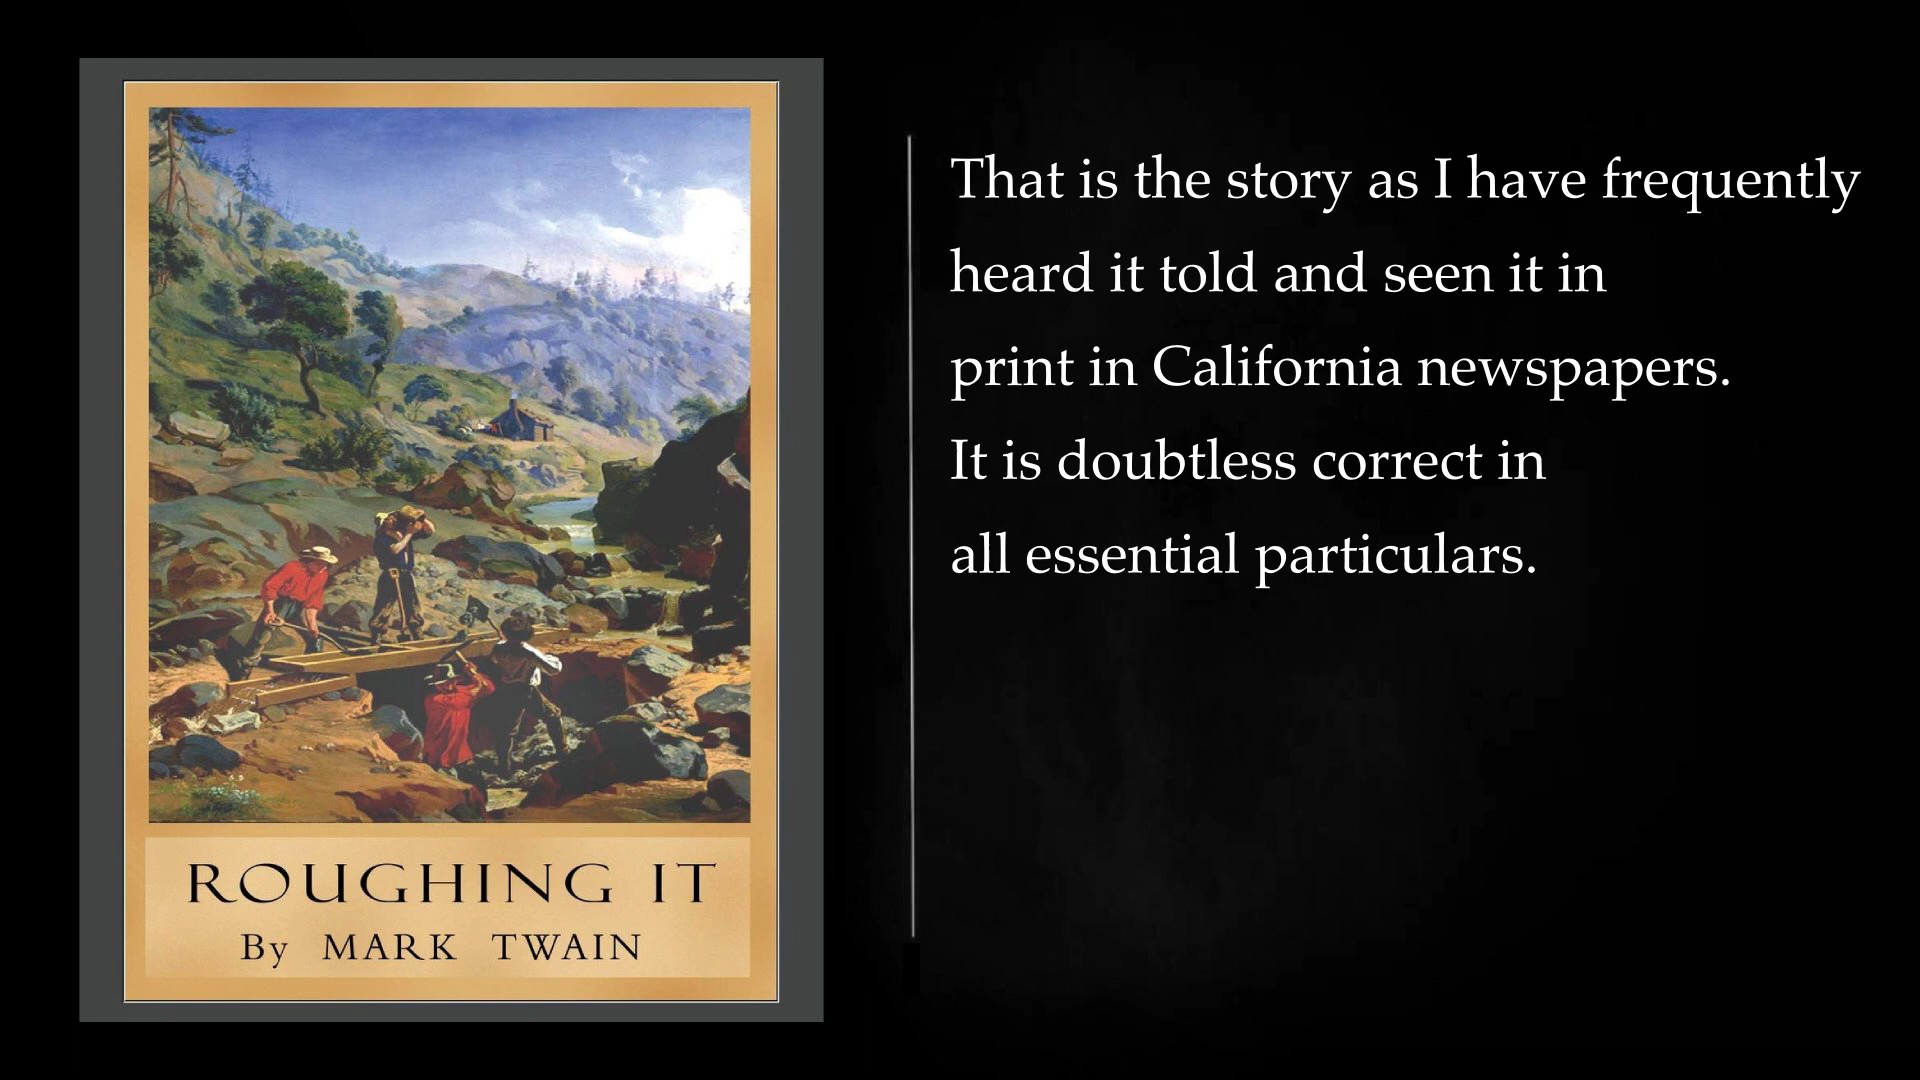 ROUGHING IT
By MARK TWAIN
That is the story as I have frequently
heard it told and seen it in
print in California newspapers.
It is doubtless correct in
all essential particulars.